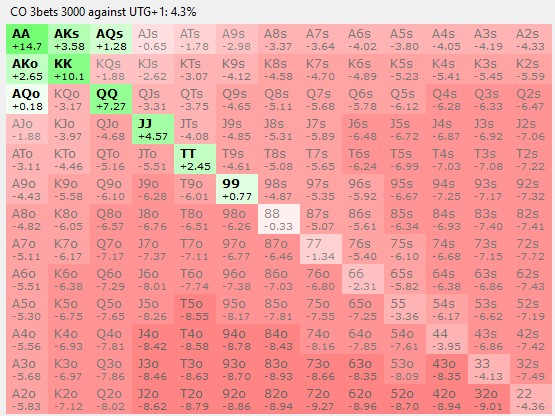 CO 3bets 3000 against UTG+1: 4.3%
AA AKs AQs AJs ATs A9s A8s A7s A6s A5s A4s A3s A2s
+14.7 +3.58 +1.28 -0.65 -1.78 -2.98 -3.37 -3.64 -4.02 -3.80 -4.05 -4.19 -4.33
AKo KK KQs KJs KTs K9s K8s K7s K6s K5s K4s K3s K2s
+2.65 +10.1 -1.88 -2.62 -3.07 -4.12 -4.58 -4.70 -4.89 -5.23 -5.41 -5.45 -5.59
AQo KQo QQ QJs QTs Q9s Q8s Q7s Q6s Q5s Q4s Q3s Q2s
+0.18 -3.17 +7.27 -3.31 -3.75 -4.65 -5.11 -5.68 -5.78 -6.12 -6.28 -6.33 -6.47
AJo KJo QJo JJ JTs J9s J8s J7s J6s J5s J4s J3s J2s
-1.88 -3.97 -4.68 +4.57 -4.08 -4.85 -5.31 -5.89 -6.48 -6.72 -6.87 -6.92 -7.06
ATo KTo QTo JTo TT T9s T8s T7s T6s T5s T4s T3s T2s
-3.11 -4.46 -5.16 -5.51 +2.45 -4.61 -5.08 -5.65 -6.24 -6.99 -7.03 -7.08 -7.22
A9o K9o Q9o J9o T9o 99 98s 97s 96s 95s 94s 93s 92s
-4.43 -5.58 -6.10 -6.28 -6.01 +0.77 -4.87 -5.35 -5.92 -6.67 -7.25 -7.17 -7.32
A8o K8o Q8o J8o T8o 98o 88 87s 86s 85s 84s 83s 82s
-4.82 -6.05 -6.57 -6.76 -6.51 -6.26 -0.33 -5.07 -5.61 -6.34 -6.93 -7.40 -7.41
A7o K7o Q7o J7o T7o 97o 87o 77 76s 75s 74s 73s 72s
-5.11 -6.17 -7.17 -7.37 -7.11 -6.77 -6.46 -1.34 -5.40 -6.10 -6.68 -7.15 -7.72
A6o K6o Q6o J6o T6o 96o 86o 76o 66 65s 64s 63s 62s
-5.51 -6.38 -7.29 -8.01 -7.74 -7.38 -7.03 -6.80 -2.31 -5.82 -6.38 -6.86 -7.43
A5o K5o Q5o J5o T5o 95o 85o 75o 65o 55 54s 53s 52s
-5.30 -6.75 -7.65 -8.26 -8.55 -8.17 -7.81 -7.55 -7.25 -3.36 -6.17 -6.62 -7.19
A4o K4o Q4o J4o T4o 94o 84o 74o 64o 54o 44 43s 42s
-5.56 -6.93 -7.81 -8.42 -8.58 -8.78 -8.43 -8.16 -7.85 -7.61 -3.95 -6.86 -7.42
A3o K3o Q3o J3o T3o 93o 83o 73o 63o 53o 43o 33 32s
-5.68 -6.97 -7.86 -8.46 -8.63 -8.70 -8.93 -8.66 -8.35 -8.09 -8.35 -4.13 -7.49
A2o K2o Q2o J2o T2o 92o 82o 72o 62o 52o 42o 32o 22
-5.83 -7.12 -8.02 -8.62 -8.79 -8.86 -8.94 -9.27 -8.96 -8.70 -8.94 -9.01 -4.36